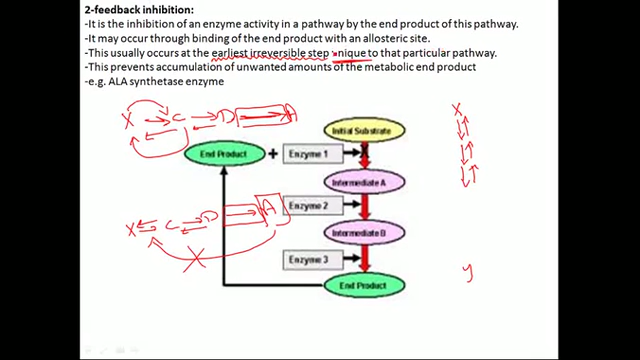 2-feedback inhibition:
-It is the inhibition of an enzyme activity in a pathway by the end product of this pathway.
-It may occur through binding of the end product with an allosteric site.
-This usually occurs at the earliest irreversible step nique to that particular pathway.
-This prevents accumulation of unwanted amounts of the metabolic end product
-e.g. ALA synthetase enzyme
X C D A
X
Initial Substrate
End Product + Enzyme 1
Intermediate A
X C D A
Enzyme 2
Intermediate B
X
Enzyme 3
y
End Product